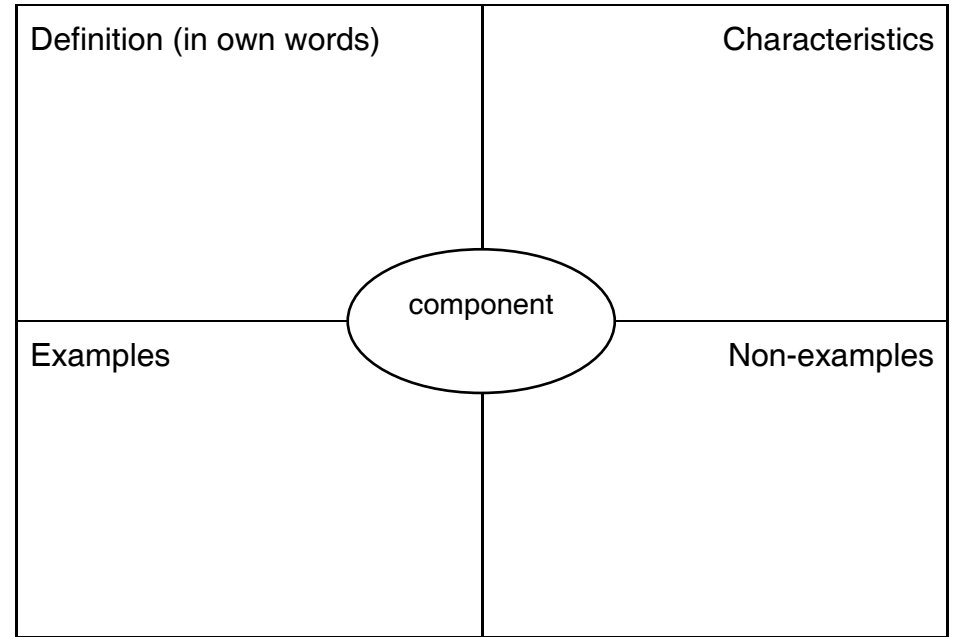 Definition (in own words)
Characteristics
component
Examples
Non-examples